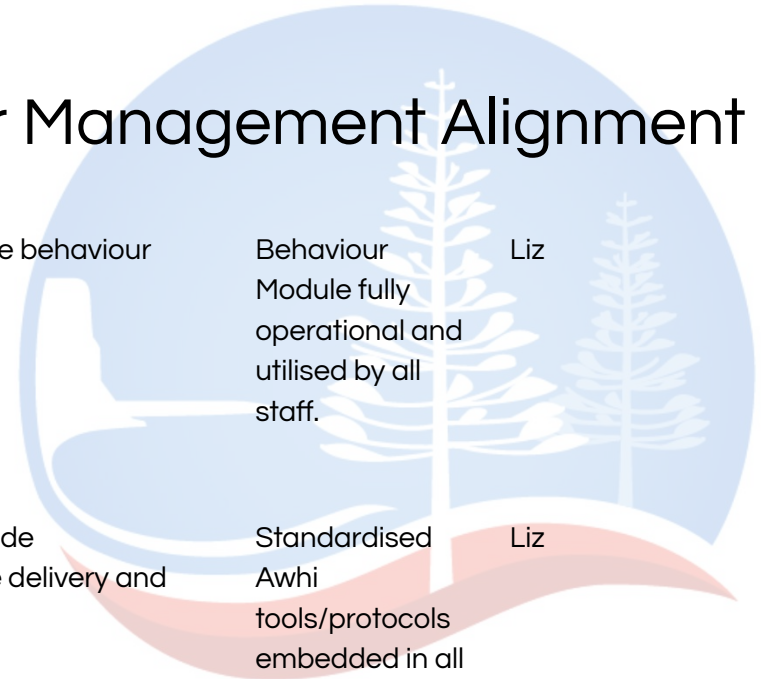 r Management Alignment
e behaviour Behaviour Liz
Module fully
operational and
utilised by all
staff.
de Standardised Liz
e delivery and Awhi
tools/protocols
embedded in all